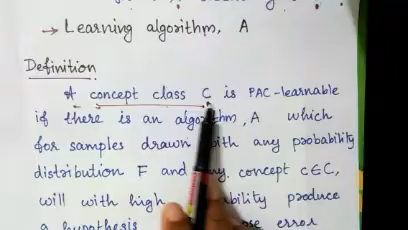 → Learning algorithm, A
Definition
A concept class C is PAC-learnable
if there is an algorithm, A which
for samples drawn with any probability
distribution F and any concept c∈C,
will with high probability produce
a hypothesis error